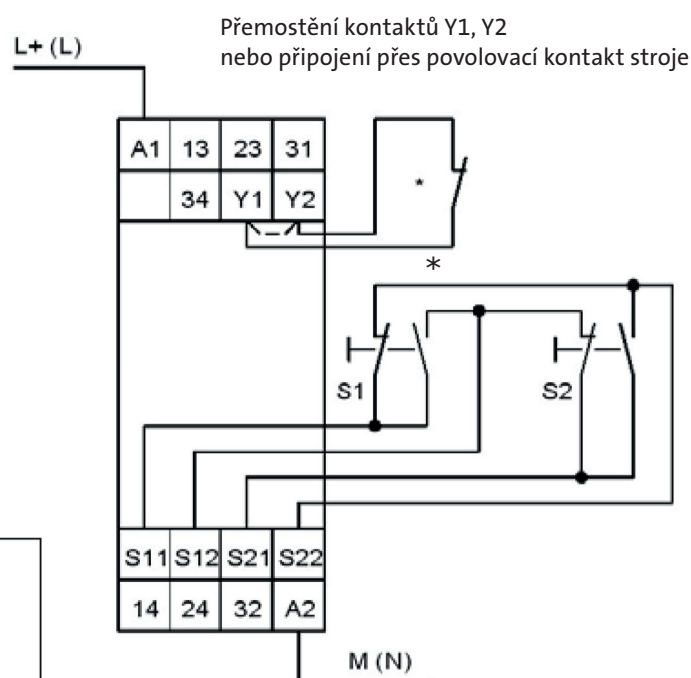 Přemostění kontaktů Y1, Y2
nebo připojení přes povolovací kontakt stroje
L+ (L)
A1 13 23 31
34 Y1 Y2
*
*
S1 S2
S11 S12 S21 S22
14 24 32 A2
M (N)